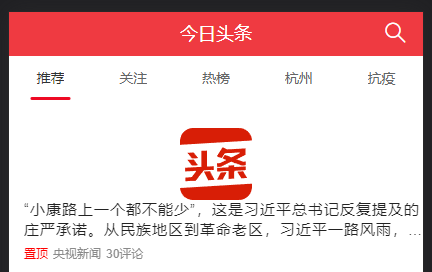 今日头条
推荐 关注 热榜 杭州 抗疫
头条
“小康路上一个都不能少”，这是习近平总书记反复提及的
庄严承诺。从民族地区到革命老区，习近平一路风雨，...
置顶 央视新闻 30评论